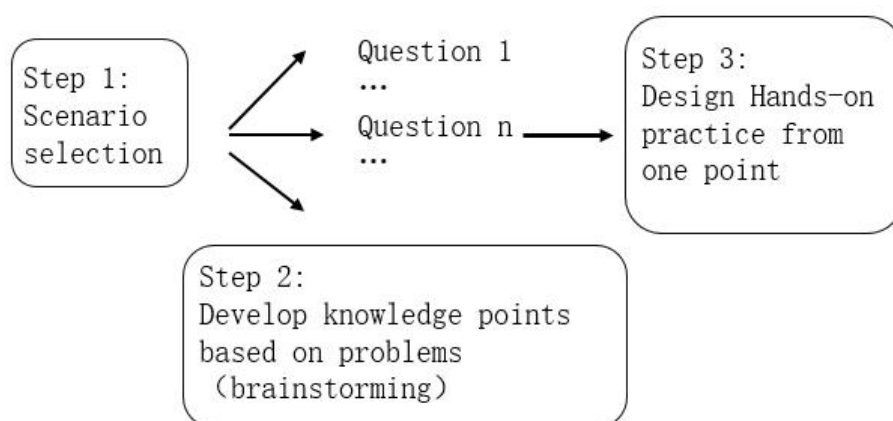 Step 1:
Scenario
selection
Question 1
…
Question n
…
Step 3:
Design Hands-on
practice from
one point
Step 2:
Develop knowledge points
based on problems
（brainstorming）